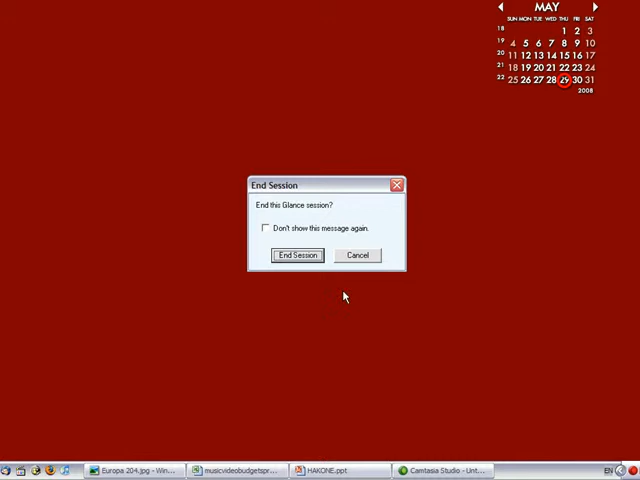 MAY
SUN MON TUE WED THU FRI SAT
18 1 2 3
19 4 5 6 7 8 9 10
20 11 12 13 14 15 16 17
21 18 19 20 21 22 23 24
22 25 26 27 28 29 30 31
2008
End Session
End this Glance session?
Don't show this message again.
End Session Cancel
Europa 204.jpg - Win... musicvideobudgetspr... HAKONE.ppt Camtasia Studio - Unt... EN